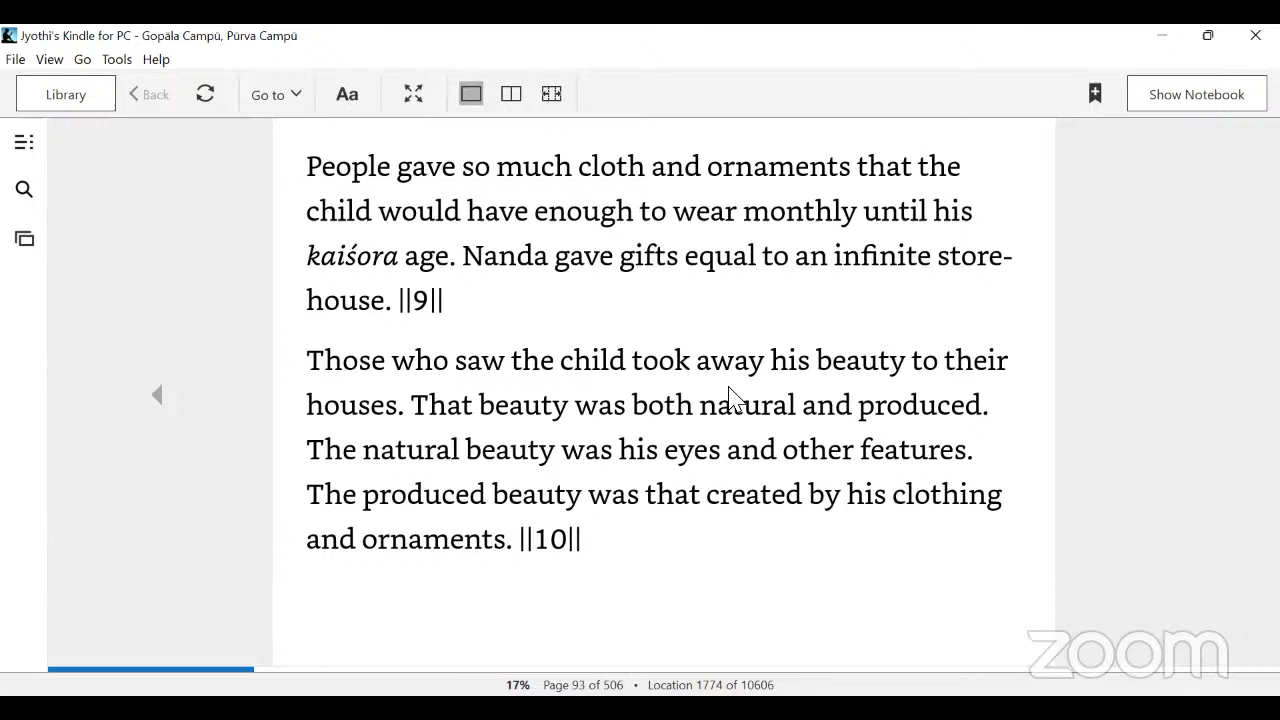 Jyothi's Kindle for PC - Gopāla Campū, Pūrva Campū
File View Go Tools Help
Library Back Go to Aa Show Notebook
People gave so much cloth and ornaments that the
child would have enough to wear monthly until his
kaiśora age. Nanda gave gifts equal to an infinite store-
house. ||9||
Those who saw the child took away his beauty to their
houses. That beauty was both natural and produced.
The natural beauty was his eyes and other features.
The produced beauty was that created by his clothing
and ornaments. ||10||
zoom
17% Page 93 of 506 • Location 1774 of 10606